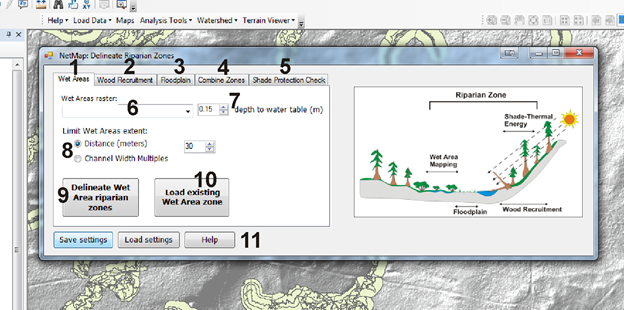 Help ▾ Load Data ▾ Maps Analysis Tools ▾ Watershed ▾ Terrain Viewer ▾
NetMap: Delineate Riparian Zones
1 2 3 4 5
Wet Areas Wood Recruitment Floodplain Combine Zones Shade Protection Check
Wet Areas raster:
6 0.15 7 depth to water table (m)
Limit Wet Areas extent:
8 Distance (meters) 30
Channel Width Multiples
9 Delineate Wet Area riparian zones
10 Load existing Wet Area zone
Save settings Load settings Help 11
Riparian Zone
Shade-Thermal
Energy
Wet Area
Mapping
Floodplain
Wood Recruitment